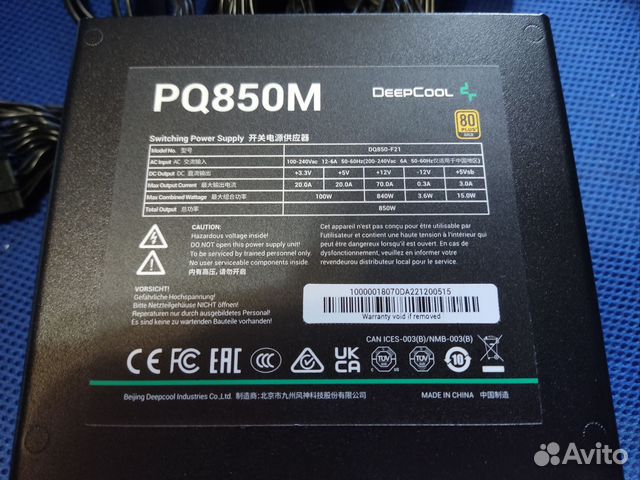 PQ850M
DEEPCOOL
80
PLUS
GOLD
Switching Power Supply 开关电源供应器
Model No. 型号 DQ850-F21
AC Input AC 交流输入 100-240Vac 12-6A 50-60Hz(200-240Vac 6A 50-60Hz仅适用于中国地区)
DC Output DC 直流输出 +3.3V +5V +12V -12V +5Vsb
Max Output Current 最大输出电流 20.0A 20.0A 70.0A 0.3A 3.0A
Max Combined Wattage 最大组合功率 100W 840W 3.6W 15.0W
Total Output 总功率 850W
CAUTION:
Hazardous voltage inside!
DO NOT open this power supply unit!
To be serviced by trained personnel only.
No user serviceable components inside.
内有高压, 请勿打开!
Cet appareil n'est pas conçu pour être utilisable par
l'utilisateur et contient une haute tension à l'intérieur qui
peut être dangereux lorsqu'il est ouvert. En cas de
dysfonctionnement, veuillez en informer votre
revendeur distributeur local pour le service.
VORSICHT!
Gefährliche Hochspannung!
Bitte Netzteilgehäuse NICHT öffnen!
Reparaturen nur durch autorisiertes Personal!
Es sind keine zu wartenden Bauteile vorhanden!
10000018070DA221200515
Warranty void if removed
CAN ICES-003(B)/NMB-003(B)
CE FC EAC CCC UK CA TÜV TÜV 10
Beijing Deepcool Industries Co.,Ltd. 制造商:北京市九州风神科技股份有限公司
MADE IN CHINA 中国制造
Avito